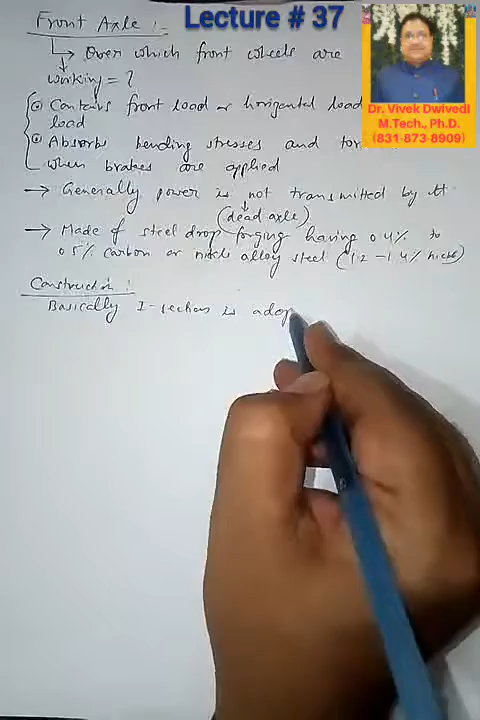 Lecture # 37
Front Axle :-
Over which front wheels are
working = ?
Contains front load or horizontal load
load
Absorbs bending stresses and tor
when brakes are applied
→ Generally power is not transmitted by it
(dead axle)
→ Made of steel drop forging having 0.4% to
0.5% carbon or nickle alloy steel (1.2 - 1.4% nickle)
Construction :
Basically I-section is adop
Dr. Vivek Dwivedi
M.Tech., Ph.D.
(831-873-8909)